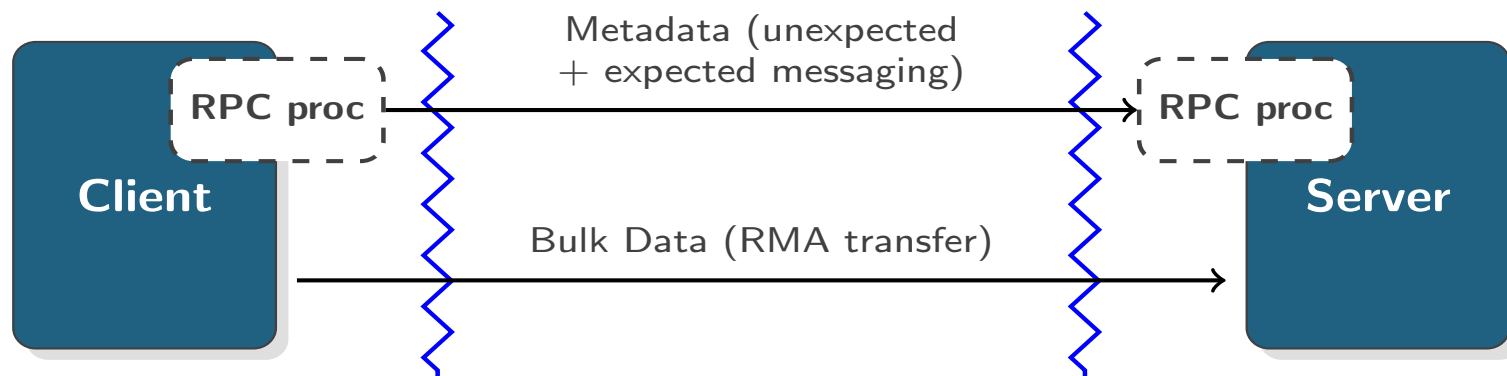 Metadata (unexpected
+ expected messaging)
RPC proc
RPC proc
Client
Server
Bulk Data (RMA transfer)